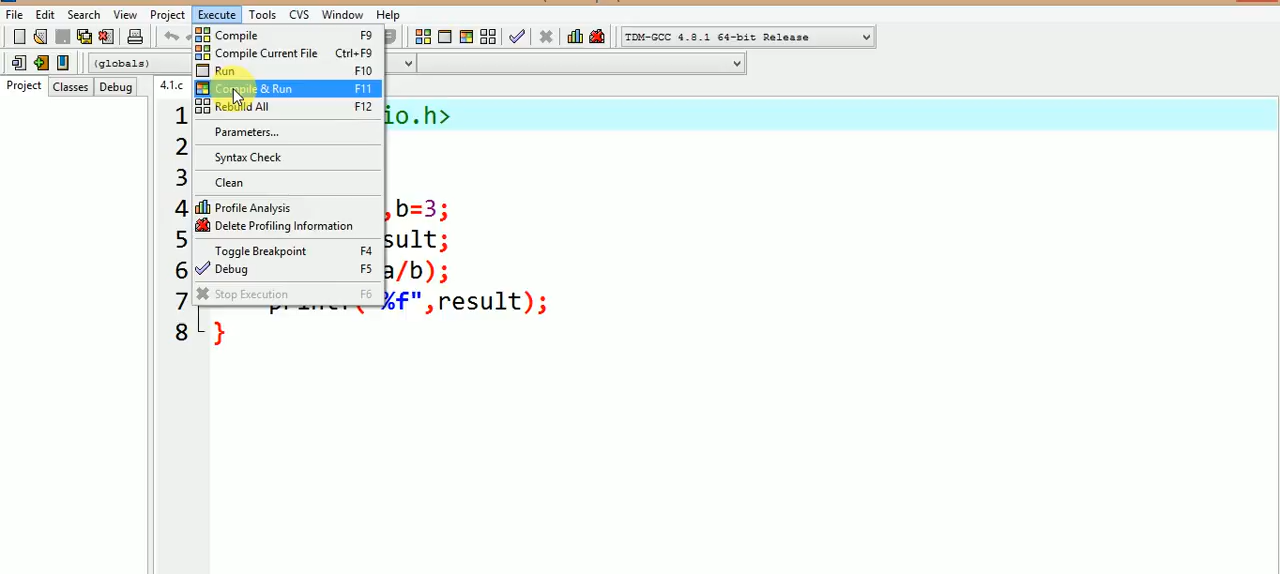 File Edit Search View Project Execute Tools CVS Window Help
TDM-GCC 4.8.1 64-bit Release
(globals)
Project Classes Debug 4.1.c
Compile F9
Compile Current File Ctrl+F9
Run F10
Compile & Run F11
Rebuild All F12
Parameters...
Syntax Check
Clean
Profile Analysis
Delete Profiling Information
Toggle Breakpoint F4
Debug F5
Stop Execution F6
1 io.h>
2
3
4 ,b=3;
5 sult;
6 a/b);
7 printf("%f",result);
8 }